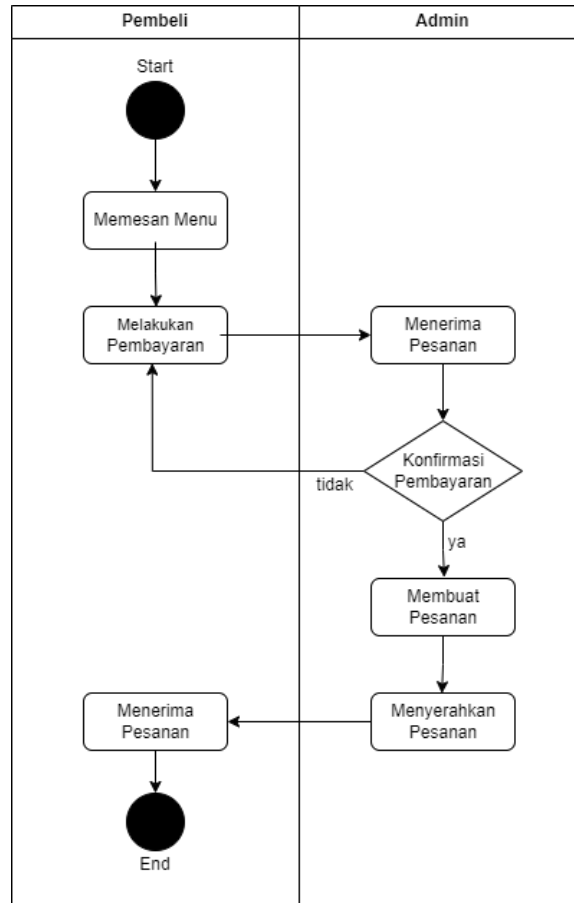 Pembeli
Admin
Start
Memesan Menu
Melakukan
Pembayaran
Menerima
Pesanan
Konfirmasi
Pembayaran
tidak
ya
Membuat
Pesanan
Menyerahkan
Pesanan
Menerima
Pesanan
End